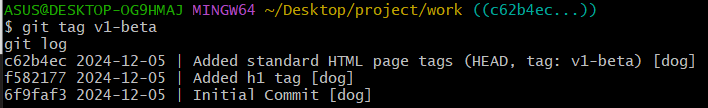 ASUS@DESKTOP-OG9HMAJ MINGW64 ~/Desktop/project/work ((c62b4ec...))
$ git tag v1-beta
git log
c62b4ec 2024-12-05 | Added standard HTML page tags (HEAD, tag: v1-beta) [dog]
f582177 2024-12-05 | Added h1 tag [dog]
6f9faf3 2024-12-05 | Initial Commit [dog]